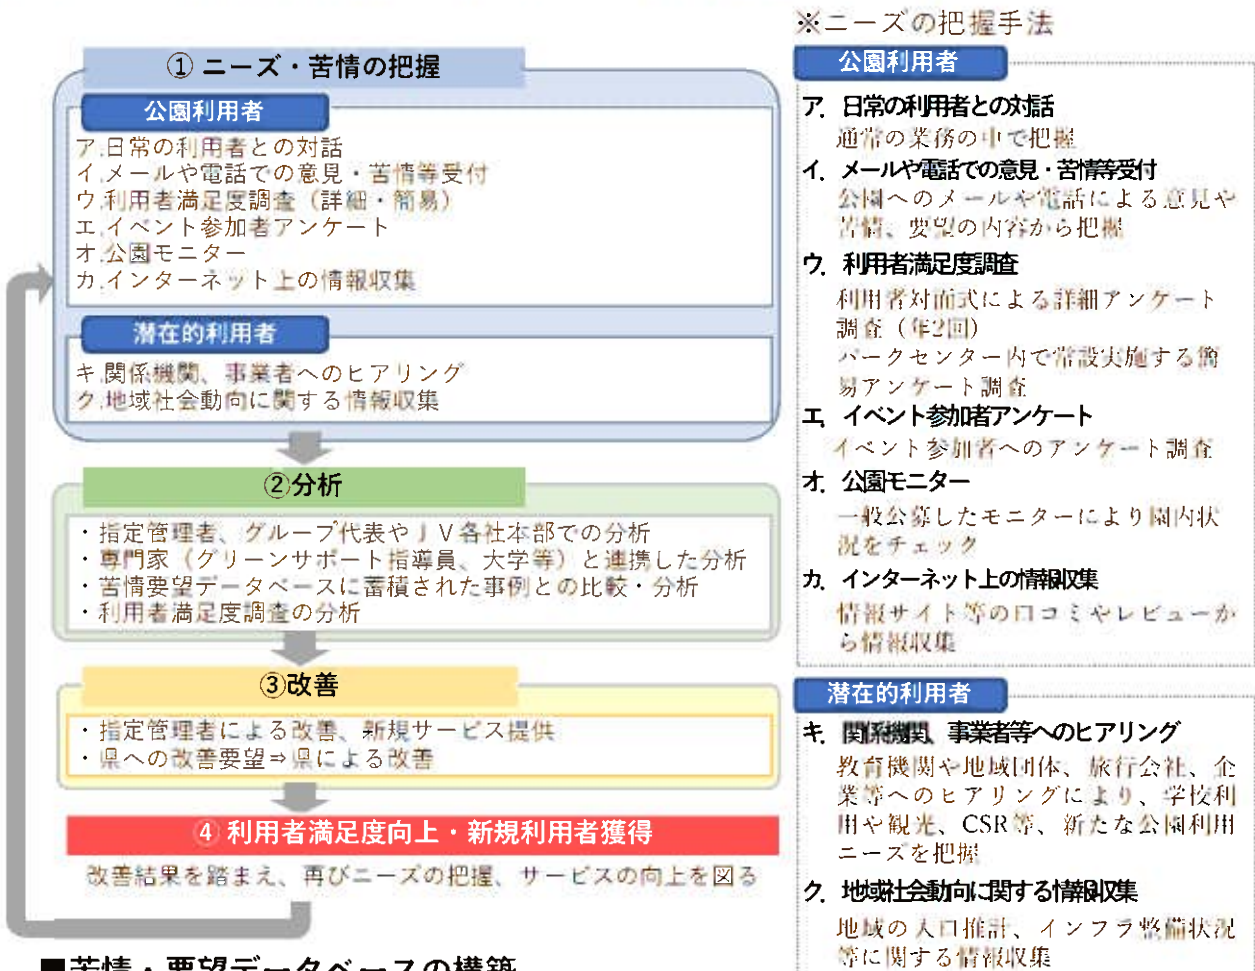 ① ニーズ・苦情の把握
公園利用者
ア.日常の利用者との対話
イ.メールや電話での意見・苦情等受付
ウ.利用者満足度調査（詳細・簡易）
エ.イベント参加者アンケート
オ.公園モニター
カ.インターネット上の情報収集
潜在的利用者
キ.関係機関、事業者へのヒアリング
ク.地域社会動向に関する情報収集
②分析
・指定管理者、グループ代表やＪＶ各社本部での分析
・専門家（グリーンサポート指導員、大学等）と連携した分析
・苦情要望データベースに蓄積された事例との比較・分析
・利用者満足度調査の分析
③改善
・指定管理者による改善、新規サービス提供
・県への改善要望⇒県による改善
④ 利用者満足度向上・新規利用者獲得
改善結果を踏まえ、再びニーズの把握、サービスの向上を図る
■苦情・要望データベースの構築
※ニーズの把握手法
公園利用者
ア. 日常の利用者との対話
通常の業務の中で把握
イ. メールや電話での意見・苦情等受付
公園へのメールや電話による意見や
苦情、要望の内容から把握
ウ. 利用者満足度調査
利用者対面式による詳細アンケート
調査（年2回）
パークセンター内で常設実施する簡
易アンケート調査
エ. イベント参加者アンケート
イベント参加者へのアンケート調査
オ. 公園モニター
一般公募したモニターにより園内状
況をチェック
カ. インターネット上の情報収集
情報サイト等の口コミやレビューか
ら情報収集
潜在的利用者
キ. 関係機関、事業者等へのヒアリング
教育機関や地域団体、旅行会社、企
業等へのヒアリングにより、学校利
用や観光、CSR等、新たな公園利用
ニーズを把握
ク. 地域社会動向に関する情報収集
地域の人口推計、インフラ整備状況
等に関する情報収集